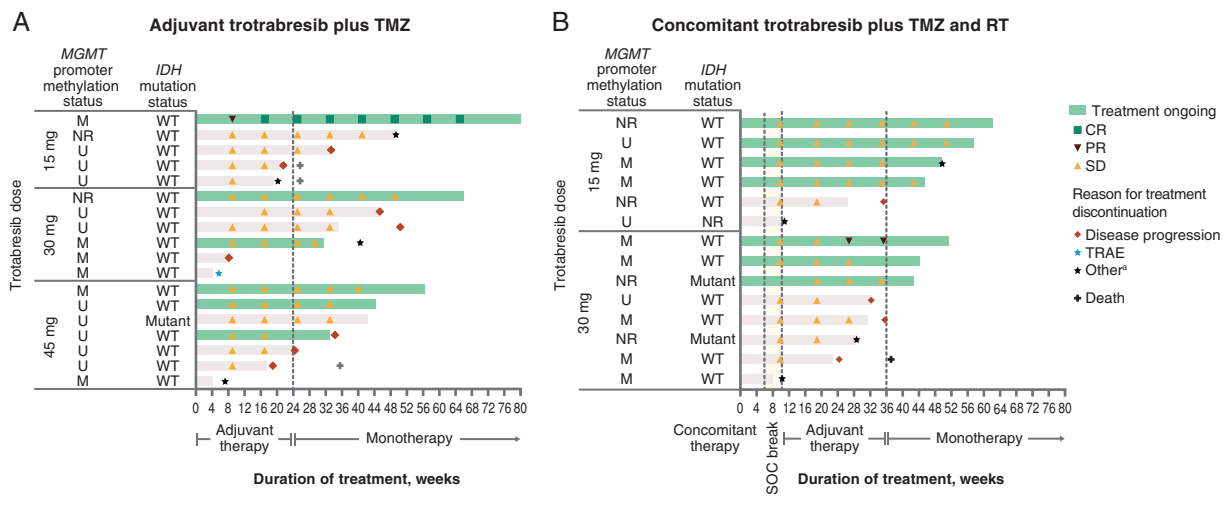 A
Adjuvant trotrabresib plus TMZ
MGMT
promoter
methylation
status
IDH
mutation
status
Trotabresib dose
15 mg
M WT
NR WT
U WT
U WT
U WT
30 mg
NR WT
U WT
U WT
M WT
M WT
M WT
45 mg
M WT
U WT
U Mutant
U WT
U WT
U WT
M WT
0 4 8 12 16 20 24 28 32 36 40 44 48 52 56 60 64 68 72 76 80
Adjuvant
therapy
Monotherapy
Duration of treatment, weeks
B
Concomitant trotrabresib plus TMZ and RT
MGMT
promoter
methylation
status
IDH
mutation
status
Trotabresib dose
15 mg
NR WT
U WT
M WT
M WT
NR WT
U NR
30 mg
M WT
M WT
NR Mutant
U WT
M WT
NR Mutant
M WT
M WT
0 4 8 12 16 20 24 28 32 36 40 44 48 52 56 60 64 68 72 76 80
Concomitant
therapy
SOC break
Adjuvant
therapy
Monotherapy
Duration of treatment, weeks
Treatment ongoing
CR
PR
SD
Reason for treatment
discontinuation
Disease progression
TRAE
Otherª
Death